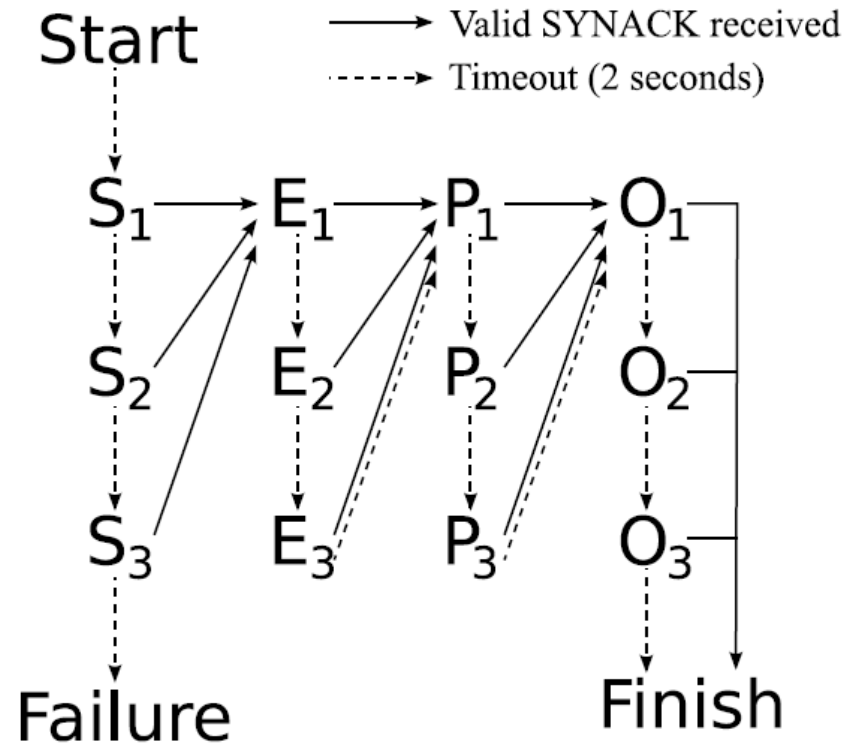 Start
Valid SYNACK received
Timeout (2 seconds)
S1 E1 P1 O1
S2 E2 P2 O2
S3 E3 P3 O3
Failure Finish